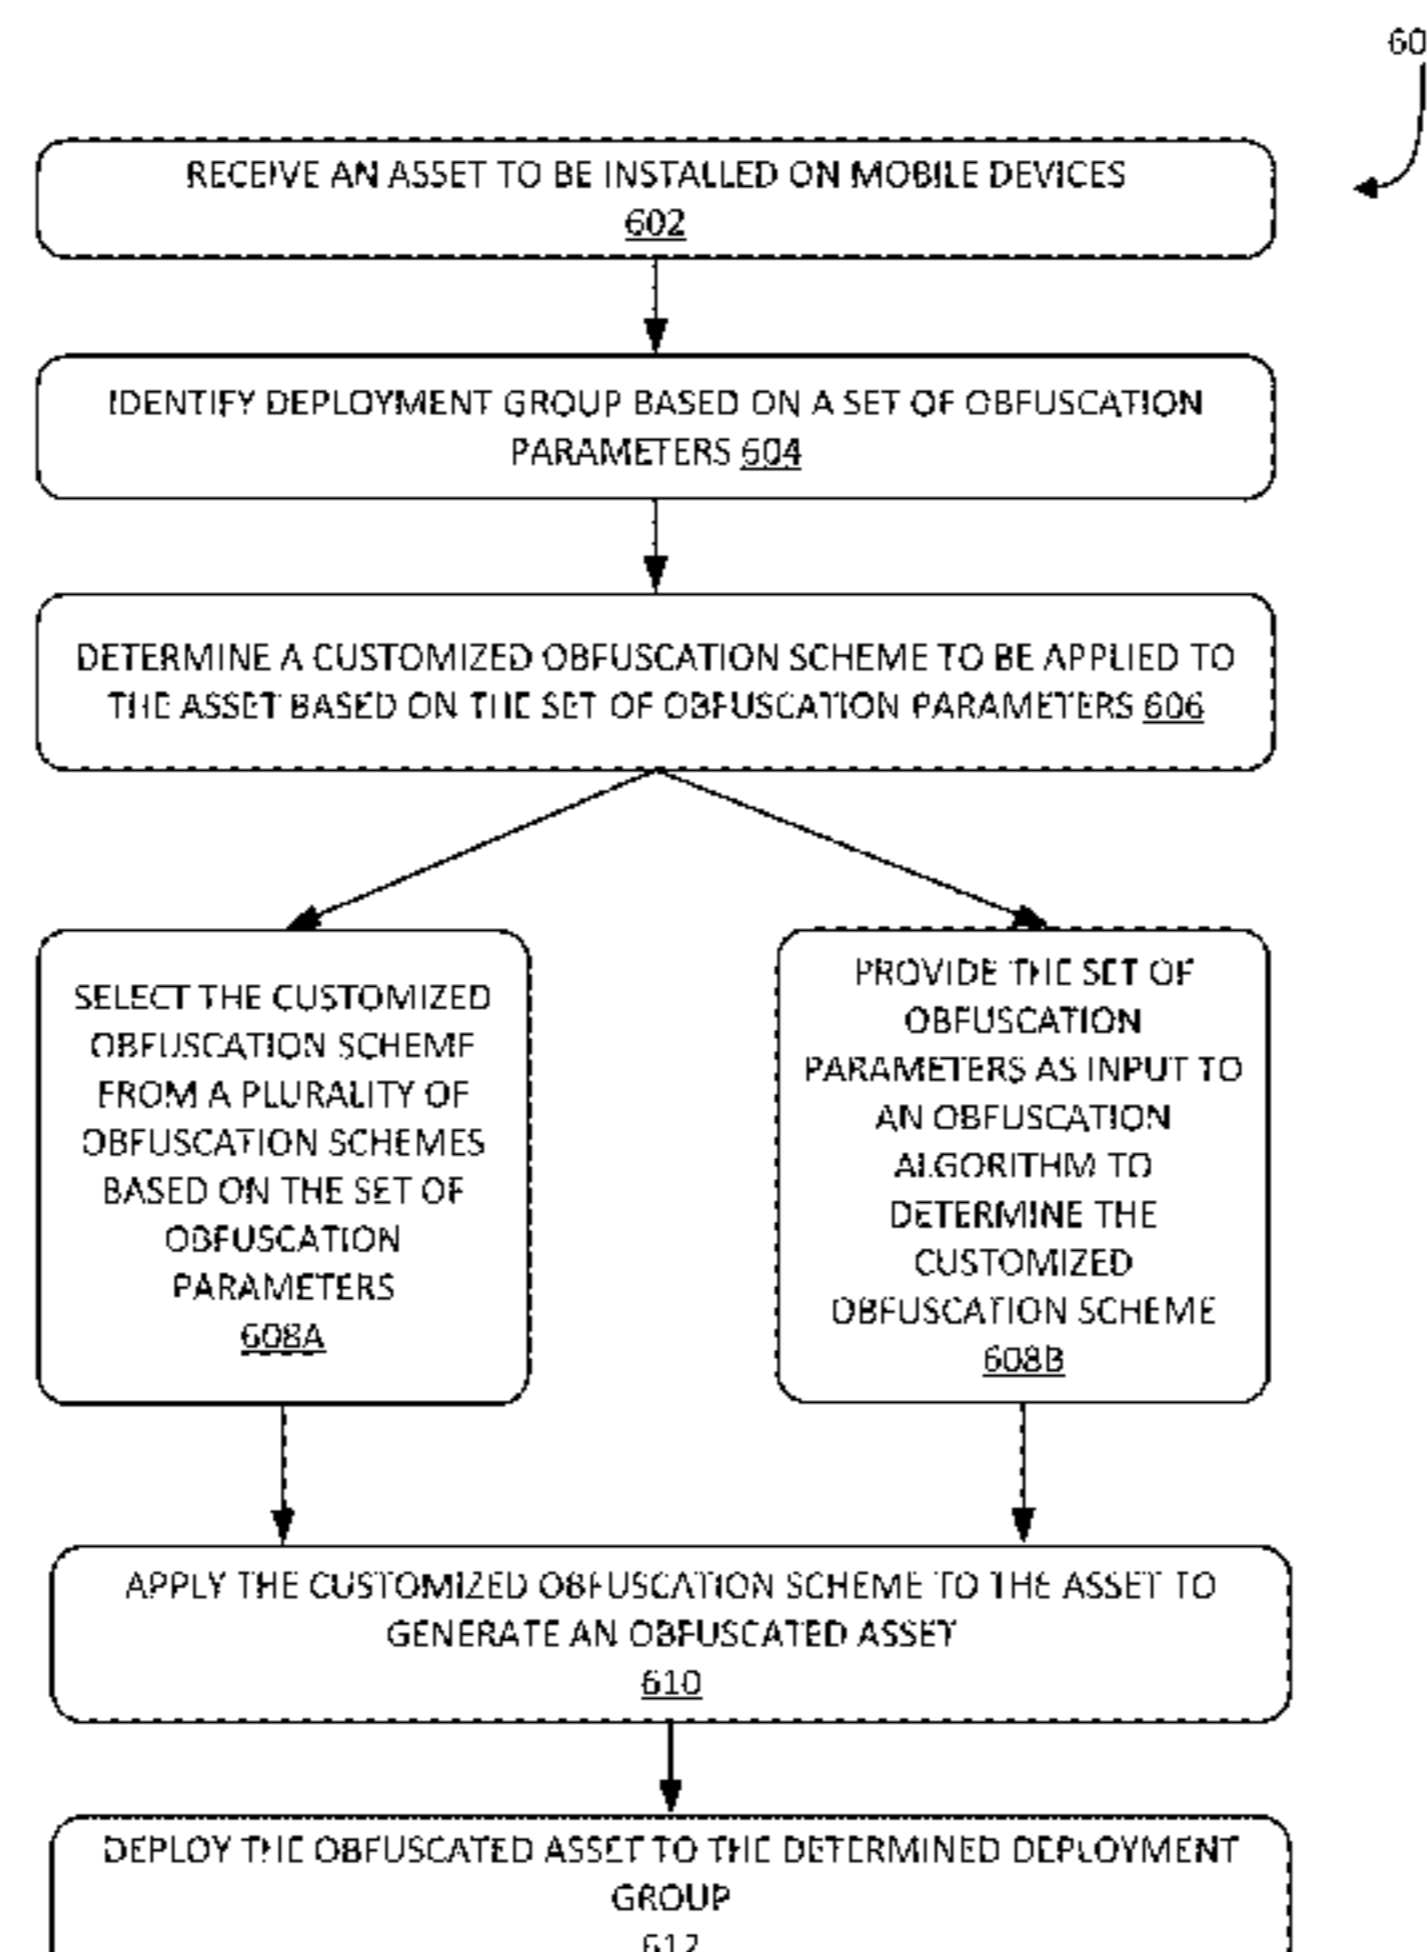 60
RECEIVE AN ASSET TO BE INSTALLED ON MOBILE DEVICES
602
IDENTIFY DEPLOYMENT GROUP BASED ON A SET OF OBFUSCATION
PARAMETERS 604
DETERMINE A CUSTOMIZED OBFUSCATION SCHEME TO BE APPLIED TO
THE ASSET BASED ON THE SET OF OBFUSCATION PARAMETERS 606
SELECT THE CUSTOMIZED
OBFUSCATION SCHEME
FROM A PLURALITY OF
OBFUSCATION SCHEMES
BASED ON THE SET OF
OBFUSCATION
PARAMETERS
608A
PROVIDE THE SET OF
OBFUSCATION
PARAMETERS AS INPUT TO
AN OBFUSCATION
ALGORITHM TO
DETERMINE THE
CUSTOMIZED
OBFUSCATION SCHEME
608B
APPLY THE CUSTOMIZED OBFUSCATION SCHEME TO THE ASSET TO
GENERATE AN OBFUSCATED ASSET
610
DEPLOY THE OBFUSCATED ASSET TO THE DETERMINED DEPLOYMENT
GROUP
612